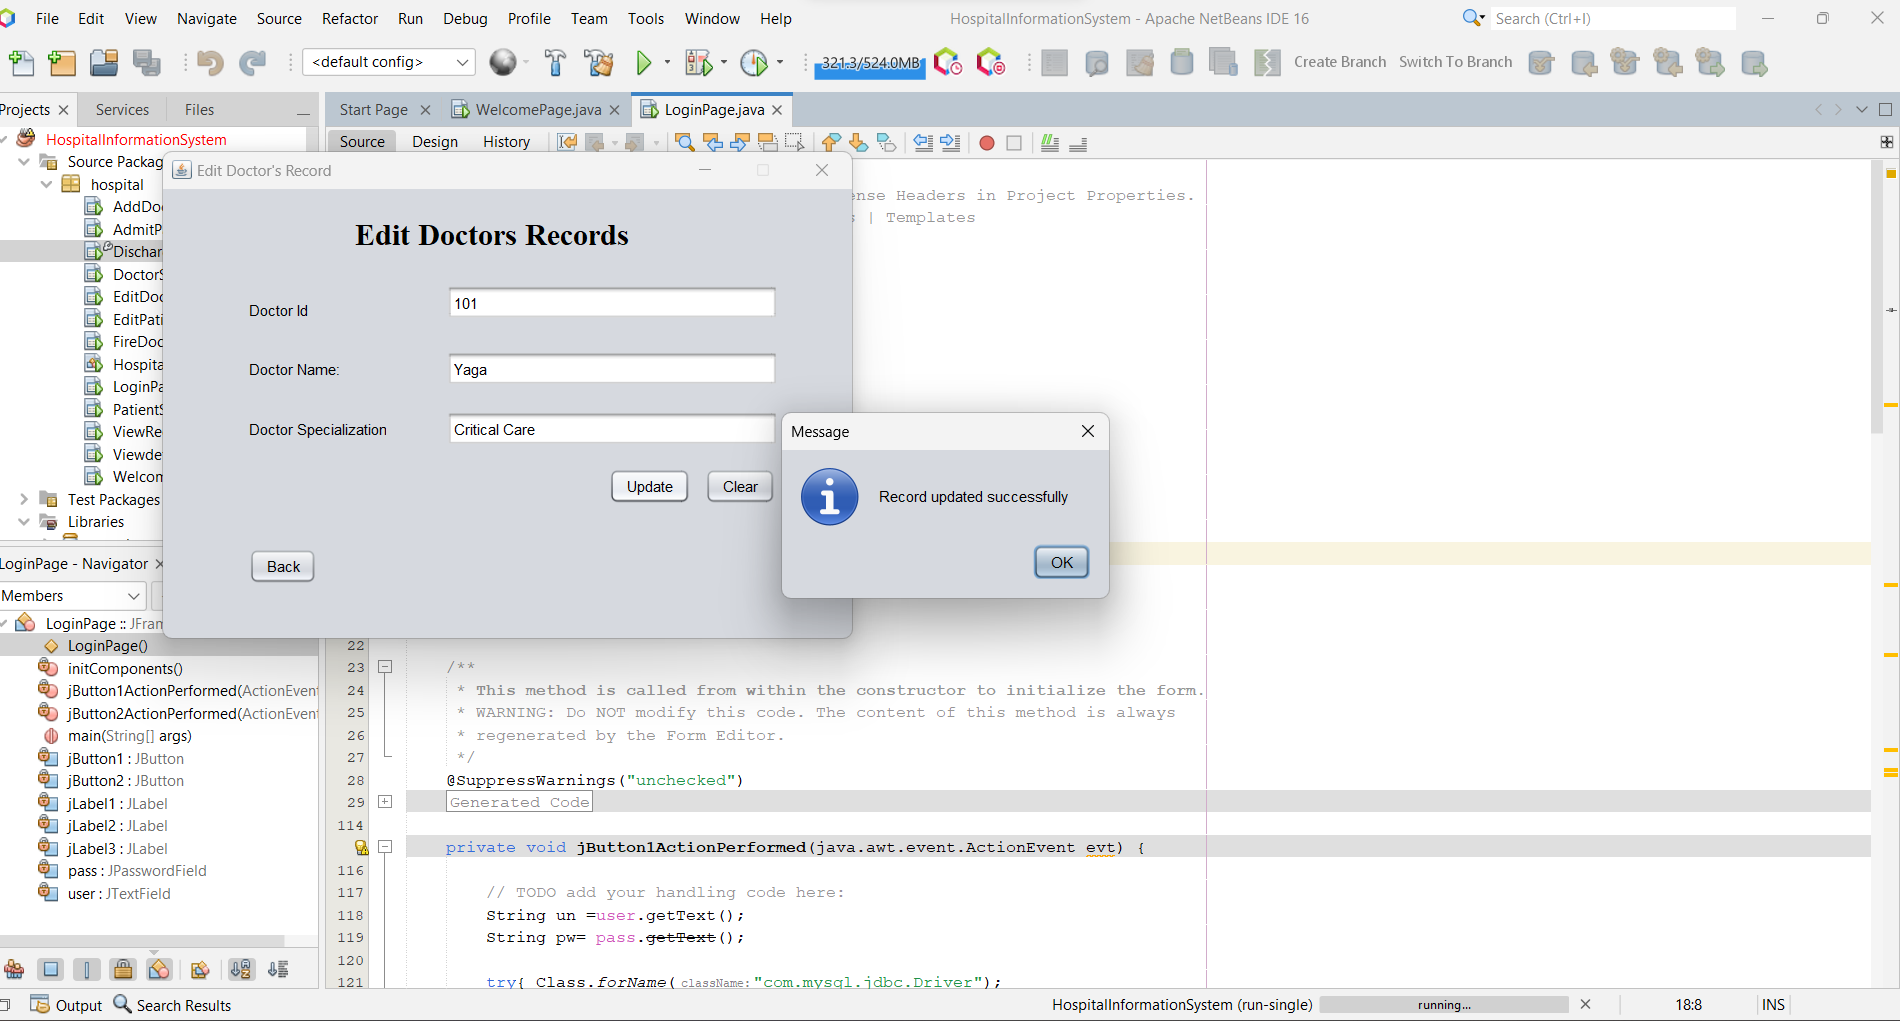 File Edit View Navigate Source Refactor Run Debug Profile Team Tools Window Help
HospitalInformationSystem - Apache NetBeans IDE 16
Search (Ctrl+I)
<default config>
321.3/524.0MB
Create Branch Switch To Branch
Projects Services Files
Start Page WelcomePage.java LoginPage.java
Source Design History
HospitalInformationSystem
Source Packag
hospital
AddDo
AdmitP
Dischar
DoctorS
EditDoc
EditPati
FireDoc
Hospita
LoginPa
PatientS
ViewRe
Viewde
Welcom
Test Packages
Libraries
Edit Doctor's Record
Edit Doctors Records
Doctor Id 101
Doctor Name: Yaga
Doctor Specialization Critical Care
Update Clear
Back
Message
Record updated successfully
OK
ense Headers in Project Properties.
s | Templates
LoginPage - Navigator
Members
LoginPage :: JFram
LoginPage()
initComponents()
jButton1ActionPerformed(ActionEvent
jButton2ActionPerformed(ActionEvent
main(String[] args)
jButton1 : JButton
jButton2 : JButton
jLabel1 : JLabel
jLabel2 : JLabel
jLabel3 : JLabel
pass : JPasswordField
user : JTextField
22
23 /**
24 * This method is called from within the constructor to initialize the form.
25 * WARNING: Do NOT modify this code. The content of this method is always
26 * regenerated by the Form Editor.
27 */
28 @SuppressWarnings("unchecked")
29 Generated Code
114
private void jButton1ActionPerformed(java.awt.event.ActionEvent evt) {
116
117 // TODO add your handling code here:
118 String un =user.getText();
119 String pw= pass.getText();
120
121 try{ Class.forName( className: "com.mysql.jdbc.Driver");
Output Search Results
HospitalInformationSystem (run-single) running... 18:8 INS